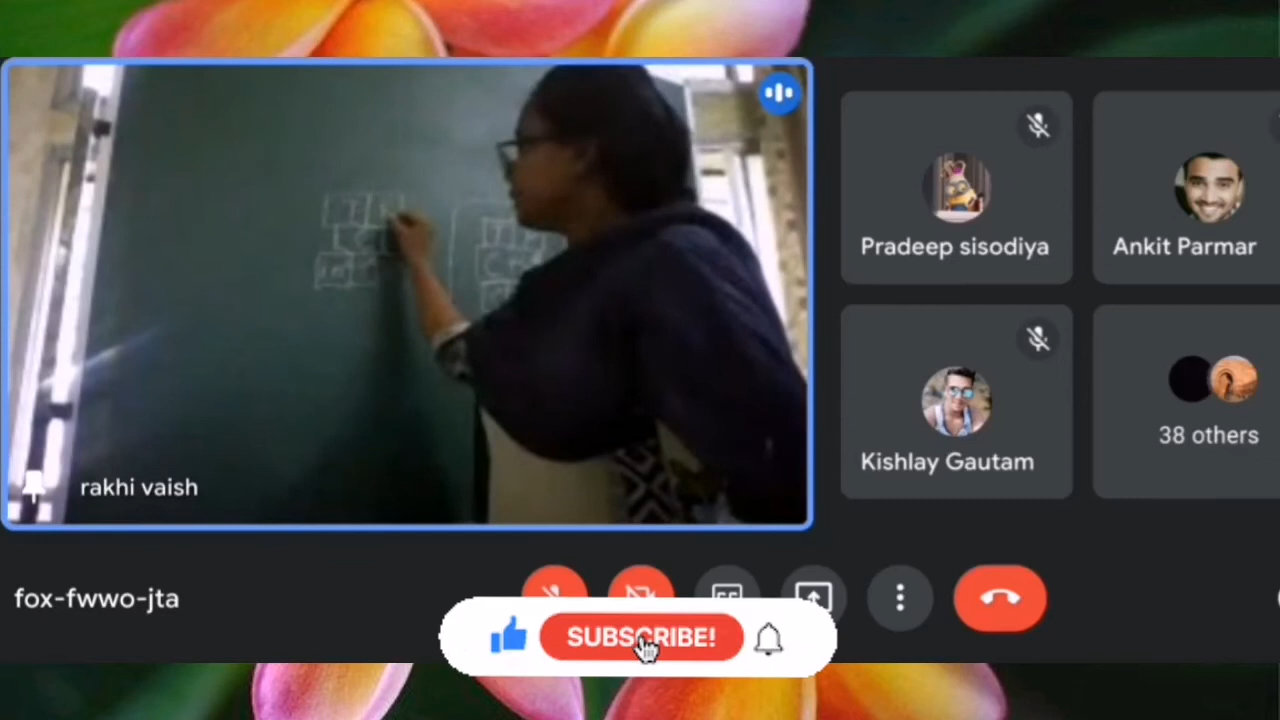 Pradeep sisodiya
Ankit Parmar
Kishlay Gautam
38 others
rakhi vaish
fox-fwwo-jta
SUBSCRIBE!